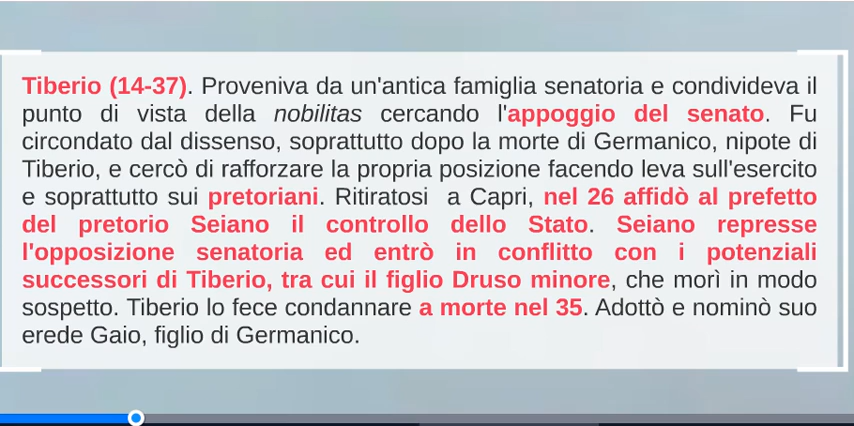 Tiberio (14-37). Proveniva da un'antica famiglia senatoria e condivideva il
punto di vista della nobilitas cercando l'appoggio del senato. Fu
circondato dal dissenso, soprattutto dopo la morte di Germanico, nipote di
Tiberio, e cercò di rafforzare la propria posizione facendo leva sull'esercito
e soprattutto sui pretoriani. Ritiratosi a Capri, nel 26 affidò al prefetto
del pretorio Seiano il controllo dello Stato. Seiano represse
l'opposizione senatoria ed entrò in conflitto con i potenziali
successori di Tiberio, tra cui il figlio Druso minore, che morì in modo
sospetto. Tiberio lo fece condannare a morte nel 35. Adottò e nominò suo
erede Gaio, figlio di Germanico.